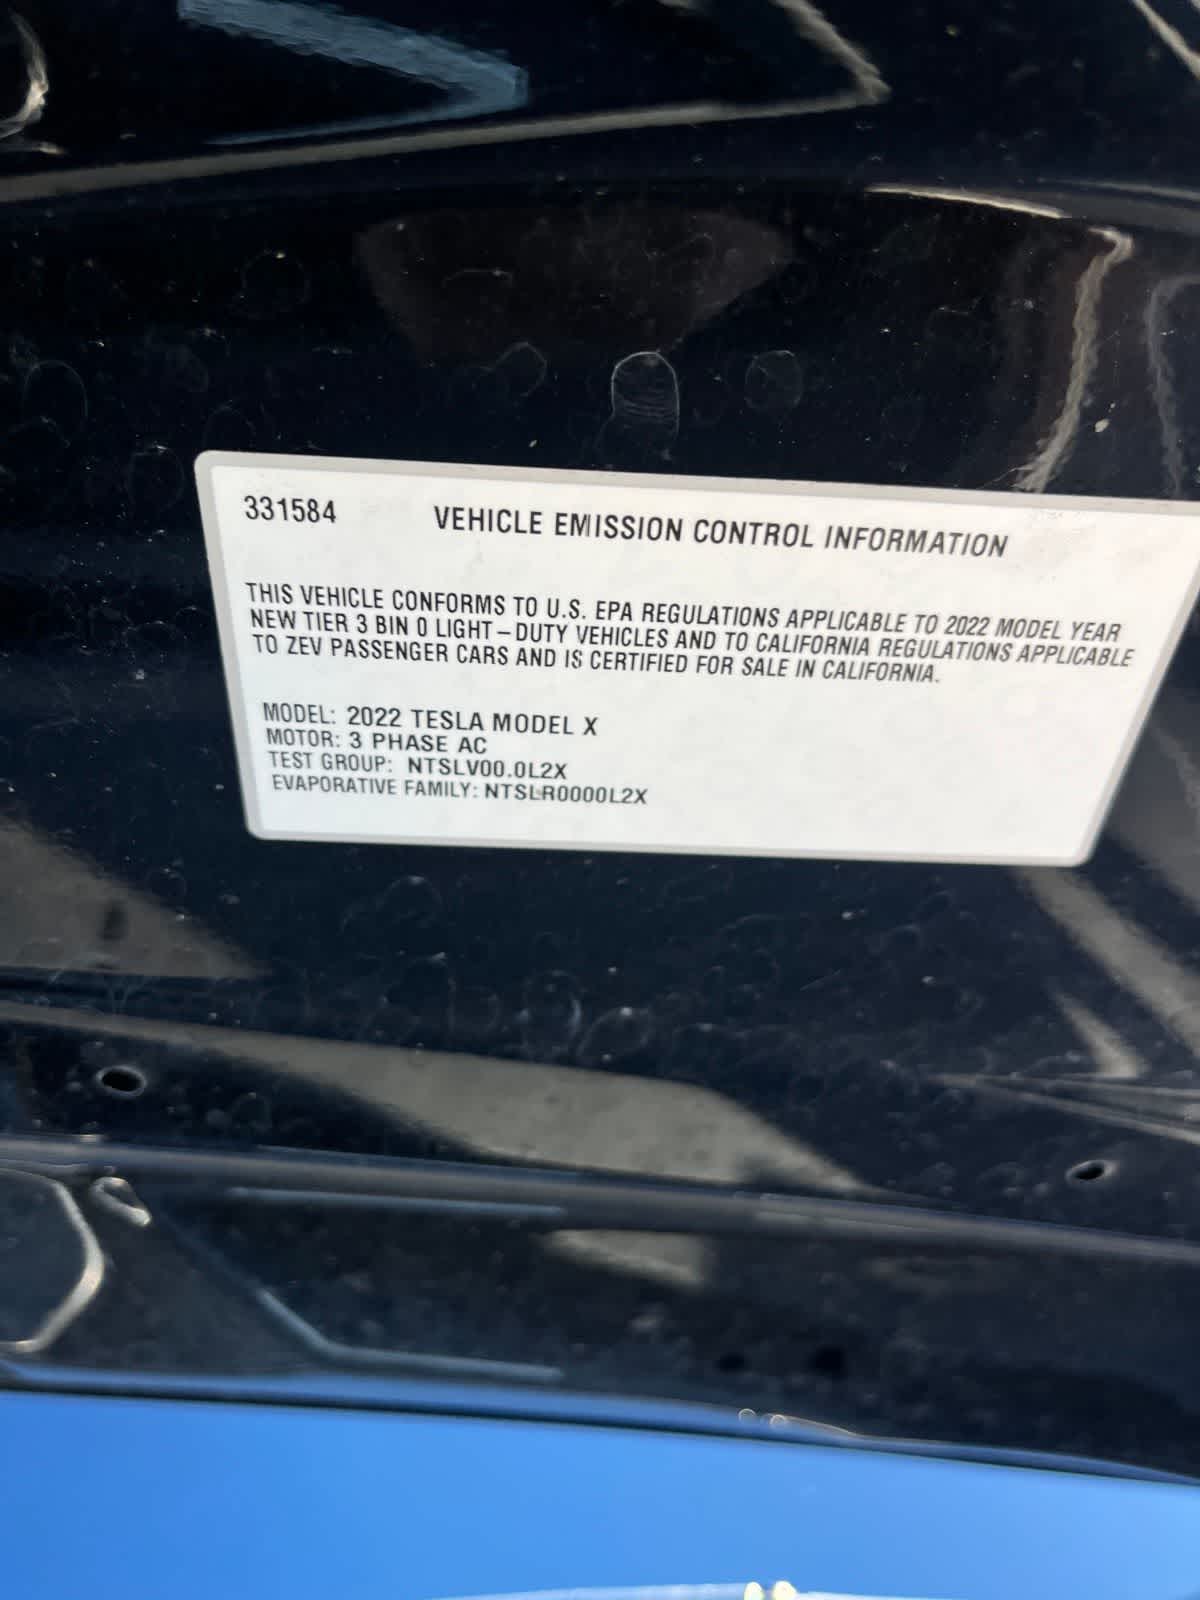 331584 VEHICLE EMISSION CONTROL INFORMATION
THIS VEHICLE CONFORMS TO U.S. EPA REGULATIONS APPLICABLE TO 2022 MODEL YEAR
NEW TIER 3 BIN 0 LIGHT–DUTY VEHICLES AND TO CALIFORNIA REGULATIONS APPLICABLE
TO ZEV PASSENGER CARS AND IS CERTIFIED FOR SALE IN CALIFORNIA.
MODEL: 2022 TESLA MODEL X
MOTOR: 3 PHASE AC
TEST GROUP: NTSLV00.0L2X
EVAPORATIVE FAMILY: NTSLR0000L2X